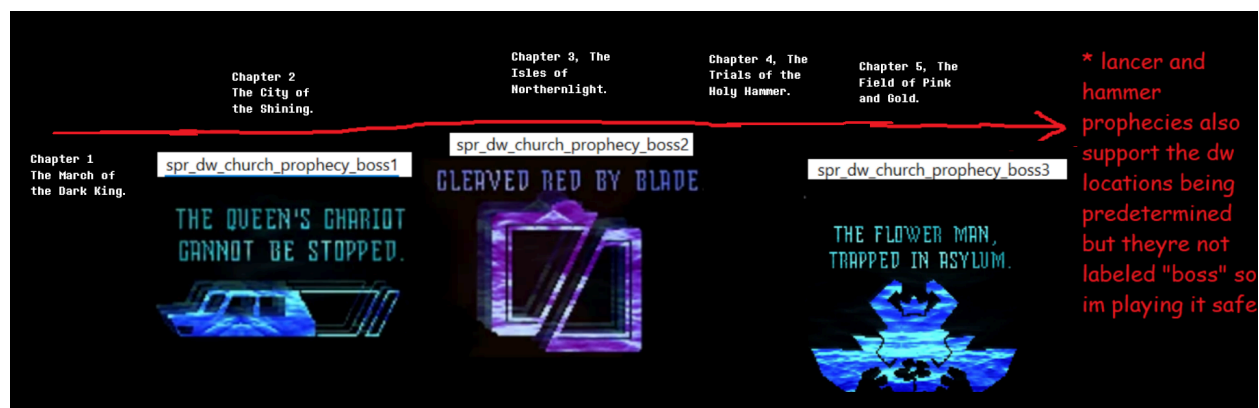 Chapter 1
The March of
the Dark King.
Chapter 2
The City of
the Shining.
Chapter 3, The
Isles of
Northernlight.
Chapter 4, The
Trials of the
Holy Hammer.
Chapter 5, The
Field of Pink
and Gold.
spr_dw_church_prophecy_boss1
THE QUEEN'S CHARIOT
CANNOT BE STOPPED.
spr_dw_church_prophecy_boss2
CLEAVED RED BY BLADE.
spr_dw_church_prophecy_boss3
THE FLOWER MAN,
TRAPPED IN ASYLUM.
* lancer and
hammer
prophecies also
support the dw
locations being
predetermined
but theyre not
labeled "boss" so
im playing it safe